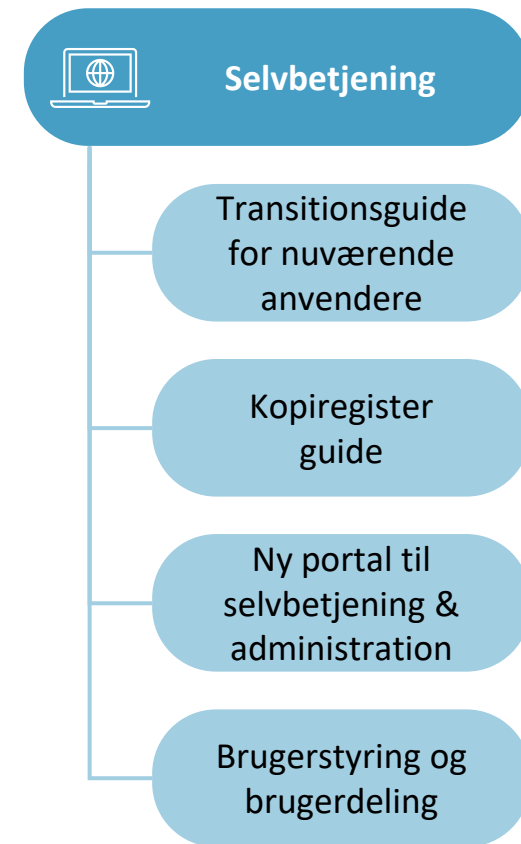 Selvbetjening
Transitionsguide
for nuværende
anvendere
Kopiregister
guide
Ny portal til
selvbetjening &
administration
Brugerstyring og
brugerdeling